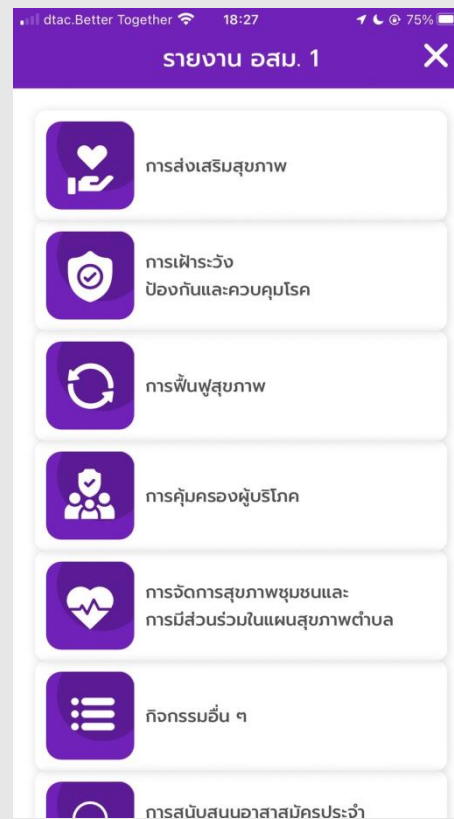 dtac.Better Together 18:27 75%
รายงาน อสม. 1
การส่งเสริมสุขภาพ
การเฝ้าระวัง
ป้องกันและควบคุมโรค
การฟื้นฟูสุขภาพ
การคุ้มครองผู้บริโภค
การจัดการสุขภาพชุมชนและ
การมีส่วนร่วมในแผนสุขภาพตำบล
กิจกรรมอื่น ๆ
การสนับสนุนอาสาสมัครประจำ